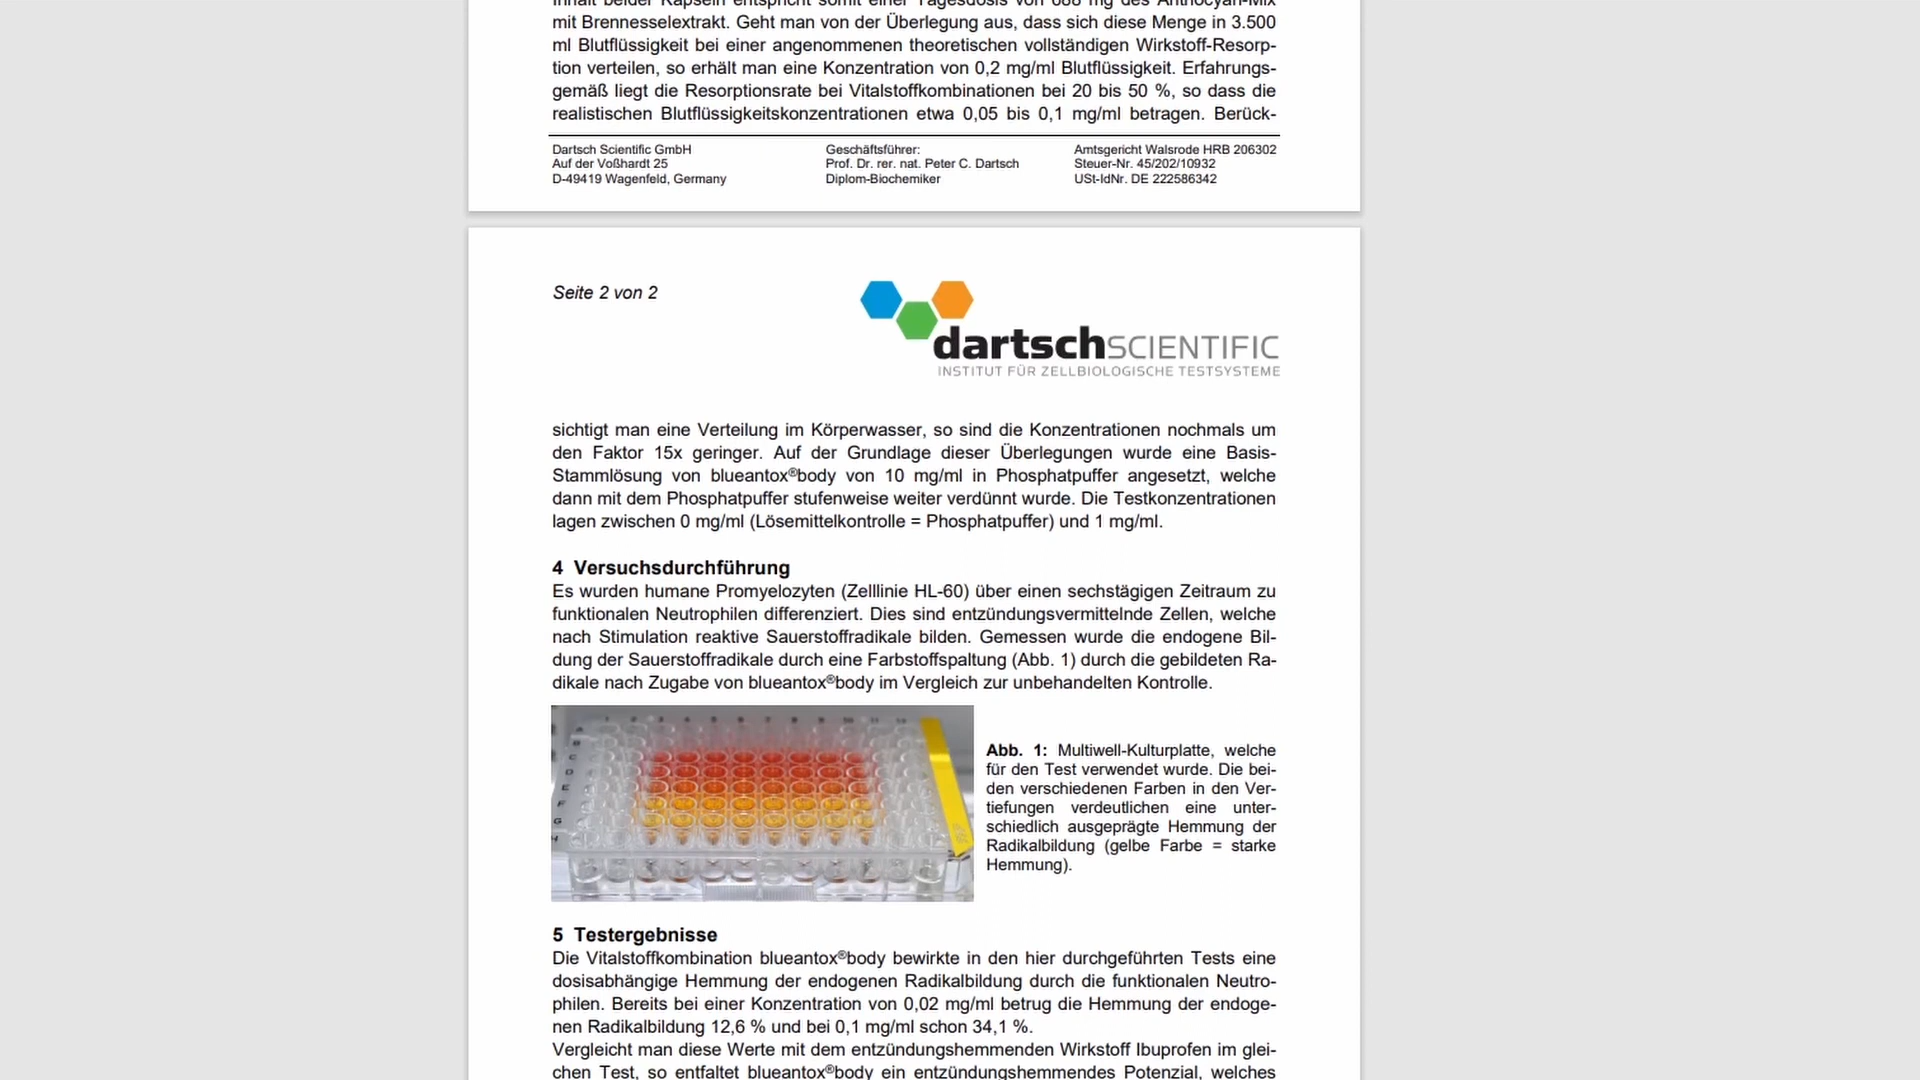 Inhalt beider Kapseln entspricht somit einer Tagesdosis von 688 mg des Anthocyan-Mix
mit Brennesselextrakt. Geht man von der Überlegung aus, dass sich diese Menge in 3.500
ml Blutflüssigkeit bei einer angenommenen theoretischen vollständigen Wirkstoff-Resorp-
tion verteilen, so erhält man eine Konzentration von 0,2 mg/ml Blutflüssigkeit. Erfahrungs-
gemäß liegt die Resorptionsrate bei Vitalstoffkombinationen bei 20 bis 50 %, so dass die
realistischen Blutflüssigkeitskonzentrationen etwa 0,05 bis 0,1 mg/ml betragen. Berück-
Dartsch Scientific GmbH
Auf der Voßhardt 25
D-49419 Wagenfeld, Germany
Geschäftsführer:
Prof. Dr. rer. nat. Peter C. Dartsch
Diplom-Biochemiker
Amtsgericht Walsrode HRB 206302
Steuer-Nr. 45/202/10932
USt-IdNr. DE 222586342
Seite 2 von 2
dartschSCIENTIFIC
INSTITUT FÜR ZELLBIOLOGISCHE TESTSYSTEME
sichtigt man eine Verteilung im Körperwasser, so sind die Konzentrationen nochmals um
den Faktor 15x geringer. Auf der Grundlage dieser Überlegungen wurde eine Basis-
Stammlösung von blueantox®body von 10 mg/ml in Phosphatpuffer angesetzt, welche
dann mit dem Phosphatpuffer stufenweise weiter verdünnt wurde. Die Testkonzentrationen
lagen zwischen 0 mg/ml (Lösemittelkontrolle = Phosphatpuffer) und 1 mg/ml.
4 Versuchsdurchführung
Es wurden humane Promyelozyten (Zelllinie HL-60) über einen sechstägigen Zeitraum zu
funktionalen Neutrophilen differenziert. Dies sind entzündungsvermittelnde Zellen, welche
nach Stimulation reaktive Sauerstoffradikale bilden. Gemessen wurde die endogene Bil-
dung der Sauerstoffradikale durch eine Farbstoffspaltung (Abb. 1) durch die gebildeten Ra-
dikale nach Zugabe von blueantox®body im Vergleich zur unbehandelten Kontrolle.
Abb. 1: Multiwell-Kulturplatte, welche
für den Test verwendet wurde. Die bei-
den verschiedenen Farben in den Ver-
tiefungen verdeutlichen eine unter-
schiedlich ausgeprägte Hemmung der
Radikalbildung (gelbe Farbe = starke
Hemmung).
5 Testergebnisse
Die Vitalstoffkombination blueantox®body bewirkte in den hier durchgeführten Tests eine
dosisabhängige Hemmung der endogenen Radikalbildung durch die funktionalen Neutro-
philen. Bereits bei einer Konzentration von 0,02 mg/ml betrug die Hemmung der endoge-
nen Radikalbildung 12,6 % und bei 0,1 mg/ml schon 34,1 %.
Vergleicht man diese Werte mit dem entzündungshemmenden Wirkstoff Ibuprofen im glei-
chen Test, so entfaltet blueantox®body ein entzündungshemmendes Potenzial, welches